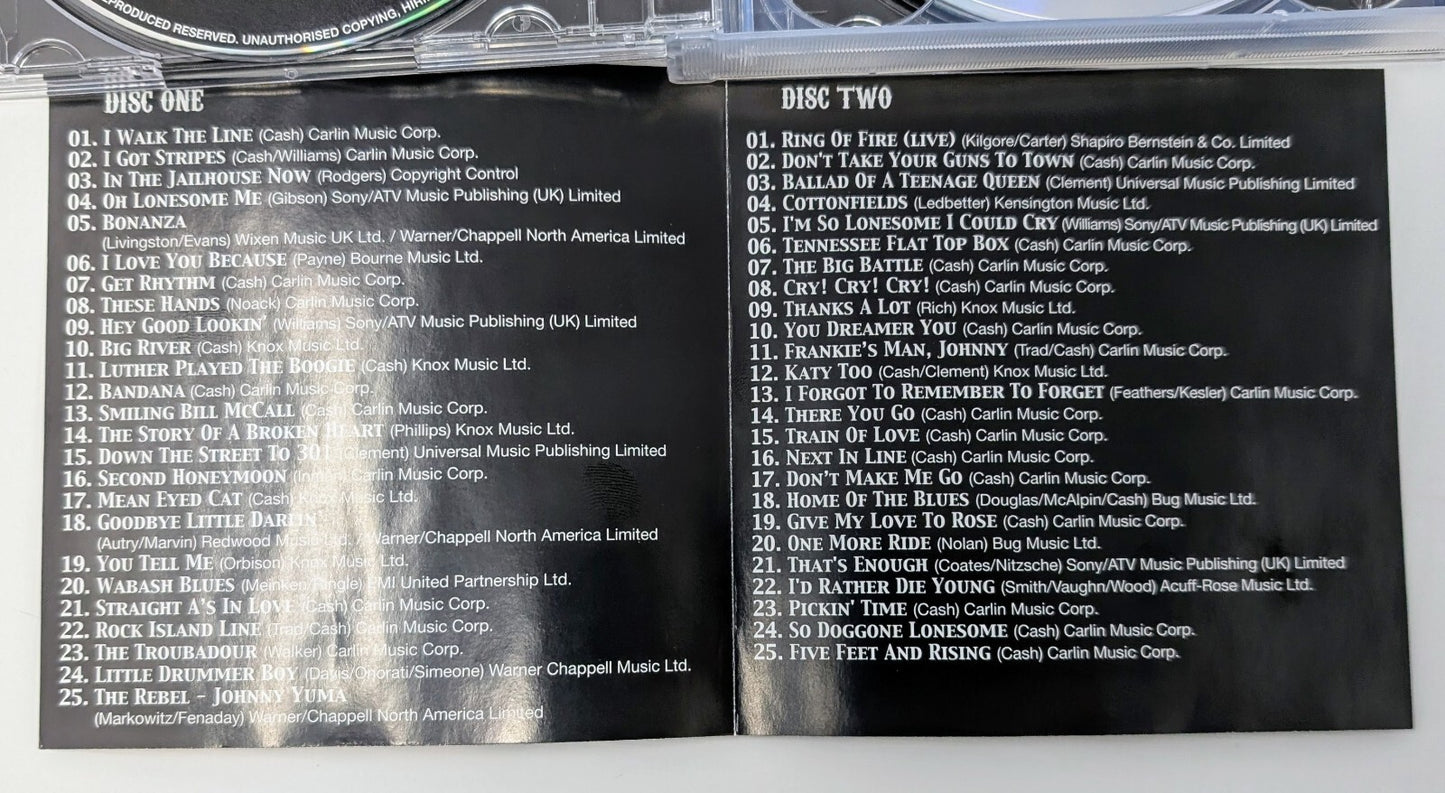 REPRODUCED RESERVED. UNAUTHORISED COPYING,
DISC ONE
01. I WALK THE LINE (Cash) Carlin Music Corp.
02. I GOT STRIPES (Cash/Williams) Carlin Music Corp.
03. IN THE JAILHOUSE NOW (Rodgers) Copyright Control
04. OH LONESOME ME (Gibson) Sony/ATV Music Publishing (UK) Limited
05. BONANZA
(Livingston/Evans) Wixen Music UK Ltd. / Warner/Chappell North America Limited
06. I LOVE YOU BECAUSE (Payne) Bourne Music Ltd.
07. GET RHYTHM (Cash) Carlin Music Corp.
08. THESE HANDS (Noack) Carlin Music Corp.
09. HEY GOOD LOOKIN' (Williams) Sony/ATV Music Publishing (UK) Limited
10. BIG RIVER (Cash) Knox Music Ltd.
11. LUTHER PLAYED THE BOOGIE (Cash) Knox Music Ltd.
12. BANDANA (Cash) Carlin Music Corp.
13. SMILING BILL MCCALL (Cash) Carlin Music Corp.
14. THE STORY OF A BROKEN HEART (Phillips) Knox Music Ltd.
15. DOWN THE STREET TO 301 (Clement) Universal Music Publishing Limited
16. SECOND HONEYMOON (Inman) Carlin Music Corp.
17. MEAN EYED CAT (Cash) Knox Music Ltd.
18. GOODBYE LITTLE DARLIN'
(Autry/Marvin) Redwood Music Ltd. / Warner/Chappell North America Limited
19. YOU TELL ME (Orbison) Knox Music Ltd.
20. WABASH BLUES (Meinken/Ringle) EMI United Partnership Ltd.
21. STRAIGHT A'S IN LOVE (Cash) Carlin Music Corp.
22. ROCK ISLAND LINE (Trad/Cash) Carlin Music Corp.
23. THE TROUBADOUR (Walker) Carlin Music Corp.
24. LITTLE DRUMMER BOY (Davis/Onorati/Simeone) Warner Chappell Music Ltd.
25. THE REBEL - JOHNNY YUMA
(Markowitz/Fenaday) Warner/Chappell North America Limited
DISC TWO
01. RING OF FIRE (LIVE) (Kilgore/Carter) Shapiro Bernstein & Co. Limited
02. DON'T TAKE YOUR GUNS TO TOWN (Cash) Carlin Music Corp.
03. BALLAD OF A TEENAGE QUEEN (Clement) Universal Music Publishing Limited
04. COTTONFIELDS (Ledbetter) Kensington Music Ltd.
05. I'M SO LONESOME I COULD CRY (Williams) Sony/ATV Music Publishing (UK) Limited
06. TENNESSEE FLAT TOP BOX (Cash) Carlin Music Corp.
07. THE BIG BATTLE (Cash) Carlin Music Corp.
08. CRY! CRY! CRY! (Cash) Carlin Music Corp.
09. THANKS A LOT (Rich) Knox Music Ltd.
10. YOU DREAMER YOU (Cash) Carlin Music Corp.
11. FRANKIE'S MAN, JOHNNY (Trad/Cash) Carlin Music Corp.
12. KATY TOO (Cash/Clement) Knox Music Ltd.
13. I FORGOT TO REMEMBER TO FORGET (Feathers/Kesler) Carlin Music Corp.
14. THERE YOU GO (Cash) Carlin Music Corp.
15. TRAIN OF LOVE (Cash) Carlin Music Corp.
16. NEXT IN LINE (Cash) Carlin Music Corp.
17. DON'T MAKE ME GO (Cash) Carlin Music Corp.
18. HOME OF THE BLUES (Douglas/McAlpin/Cash) Bug Music Ltd.
19. GIVE MY LOVE TO ROSE (Cash) Carlin Music Corp.
20. ONE MORE RIDE (Nolan) Bug Music Ltd.
21. THAT'S ENOUGH (Coates/Nitzsche) Sony/ATV Music Publishing (UK) Limited
22. I'D RATHER DIE YOUNG (Smith/Vaughn/Wood) Acuff-Rose Music Ltd.
23. PICKIN' TIME (Cash) Carlin Music Corp.
24. SO DOGGONE LONESOME (Cash) Carlin Music Corp.
25. FIVE FEET AND RISING (Cash) Carlin Music Corp.